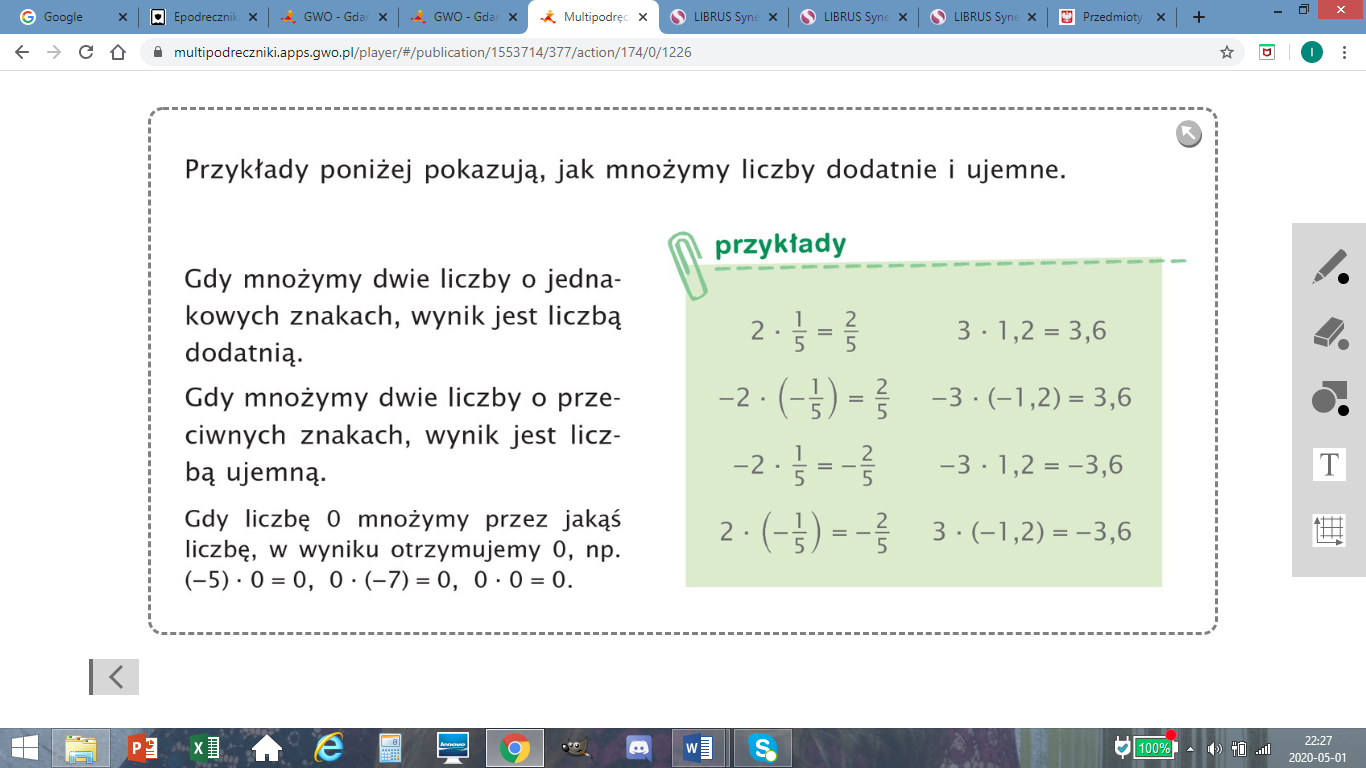 Google
Epodreczniki
GWO - Gdań
GWO - Gdań
Multipodręc
LIBRUS Syne
LIBRUS Syne
LIBRUS Syne
Przedmioty
multipodreczniki.apps.gwo.pl/player/#/publication/1553714/377/action/174/0/1226
I
Przykłady poniżej pokazują, jak mnożymy liczby dodatnie i ujemne.
Gdy mnożymy dwie liczby o jedna-
kowych znakach, wynik jest liczbą
dodatnią.
Gdy mnożymy dwie liczby o prze-
ciwnych znakach, wynik jest licz-
bą ujemną.
Gdy liczbę 0 mnożymy przez jakąś
liczbę, w wyniku otrzymujemy 0, np.
(−5) · 0 = 0, 0 · (−7) = 0, 0 · 0 = 0.
przykłady
2 · 1/5 = 2/5 3 · 1,2 = 3,6
−2 · (−1/5) = 2/5 −3 · (−1,2) = 3,6
−2 · 1/5 = −2/5 −3 · 1,2 = −3,6
2 · (−1/5) = −2/5 3 · (−1,2) = −3,6
T
lenovo
100%
22:27
2020-05-01